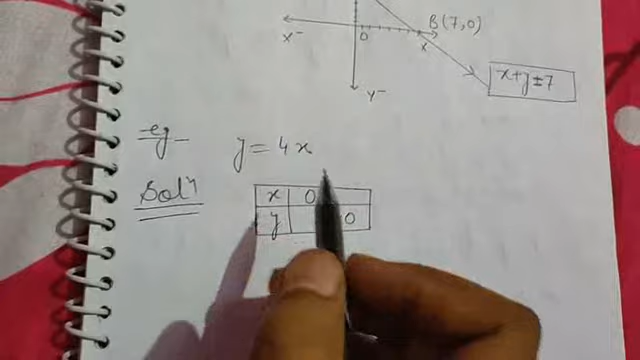 B(7,0)
X⁻ 0 x
x+y=7
Y⁻
eg
y = 4x
Solⁿ
x 0
y 0